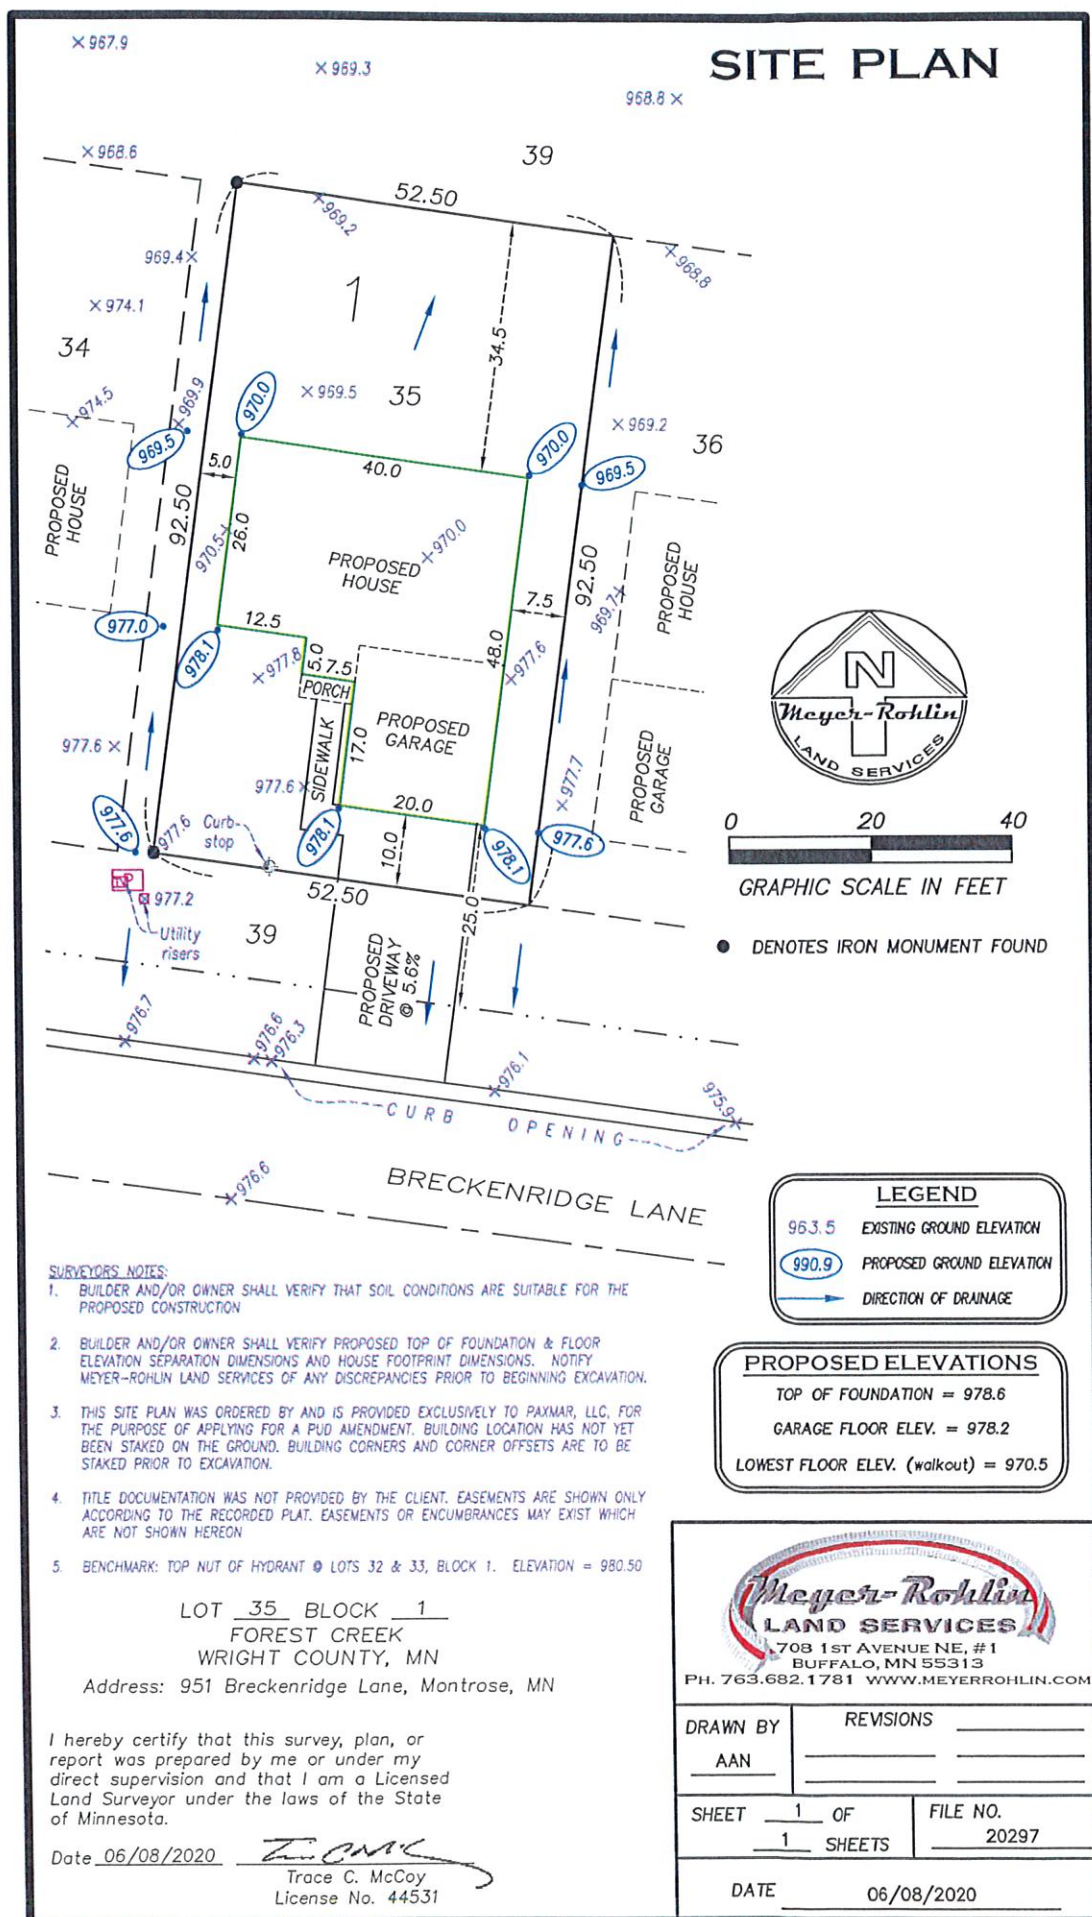 SITE PLAN
967.9
969.3
968.8
968.6
39
52.50
969.2
968.8
969.4
1
974.1
34
34.5
974.5
969.9
970.0
969.5
35
969.2
36
969.5
970.0
969.5
5.0
40.0
PROPOSED
HOUSE
92.50
26.0
970.5
PROPOSED
HOUSE
970.0
92.50
7.5
969.7
PROPOSED
HOUSE
977.0
978.1
12.5
5.0
7.5
977.8
48.0
977.6
PORCH
PROPOSED
GARAGE
17.0
SIDEWALK
977.6
977.6
977.7
PROPOSED
GARAGE
N
Meyer-Rohlin
LAND SERVICES
977.6
977.6
Curb-
stop
978.1
20.0
10.0
978.1
977.6
0 20 40
GRAPHIC SCALE IN FEET
977.2
52.50
25.0
Utility
risers
39
PROPOSED
DRIVEWAY
@ 5.6%
DENOTES IRON MONUMENT FOUND
976.7
976.6
976.3
976.1
975.9
CURB OPENING
976.6
BRECKENRIDGE LANE
LEGEND
963.5 EXISTING GROUND ELEVATION
990.9 PROPOSED GROUND ELEVATION
DIRECTION OF DRAINAGE
SURVEYORS NOTES:
1. BUILDER AND/OR OWNER SHALL VERIFY THAT SOIL CONDITIONS ARE SUITABLE FOR THE
PROPOSED CONSTRUCTION
2. BUILDER AND/OR OWNER SHALL VERIFY PROPOSED TOP OF FOUNDATION & FLOOR
ELEVATION SEPARATION DIMENSIONS AND HOUSE FOOTPRINT DIMENSIONS. NOTIFY
MEYER-ROHLIN LAND SERVICES OF ANY DISCREPANCIES PRIOR TO BEGINNING EXCAVATION.
3. THIS SITE PLAN WAS ORDERED BY AND IS PROVIDED EXCLUSIVELY TO PAXMAR, LLC, FOR
THE PURPOSE OF APPLYING FOR A PUD AMENDMENT. BUILDING LOCATION HAS NOT YET
BEEN STAKED ON THE GROUND. BUILDING CORNERS AND CORNER OFFSETS ARE TO BE
STAKED PRIOR TO EXCAVATION.
4. TITLE DOCUMENTATION WAS NOT PROVIDED BY THE CLIENT. EASEMENTS ARE SHOWN ONLY
ACCORDING TO THE RECORDED PLAT. EASEMENTS OR ENCUMBRANCES MAY EXIST WHICH
ARE NOT SHOWN HEREON
5. BENCHMARK: TOP NUT OF HYDRANT @ LOTS 32 & 33, BLOCK 1. ELEVATION = 980.50
PROPOSED ELEVATIONS
TOP OF FOUNDATION = 978.6
GARAGE FLOOR ELEV. = 978.2
LOWEST FLOOR ELEV. (walkout) = 970.5
LOT 35 BLOCK 1
FOREST CREEK
WRIGHT COUNTY, MN
Address: 951 Breckenridge Lane, Montrose, MN
I hereby certify that this survey, plan, or
report was prepared by me or under my
direct supervision and that I am a Licensed
Land Surveyor under the laws of the State
of Minnesota.
Date 06/08/2020
Trace C. McCoy
License No. 44531
Meyer-Rohlin
LAND SERVICES
708 1ST AVENUE NE, #1
BUFFALO, MN 55313
PH. 763.682.1781 WWW.MEYERROHLIN.COM
DRAWN BY
AAN
REVISIONS
SHEET 1 OF
1 SHEETS
FILE NO.
20297
DATE 06/08/2020